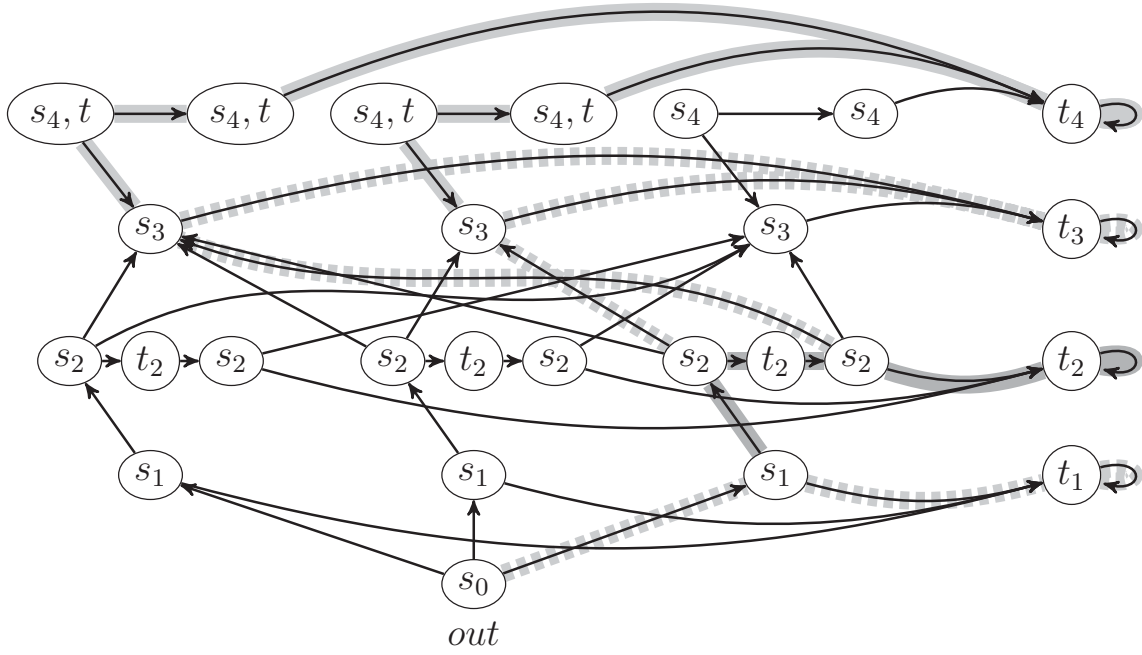 s₄, t s₄, t s₄, t s₄, t s₄ s₄ t₄
s₃ s₃ s₃ t₃
s₂ t₂ s₂ s₂ t₂ s₂ s₂ t₂ s₂ t₂
s₁ s₁ s₁ t₁
s₀
out